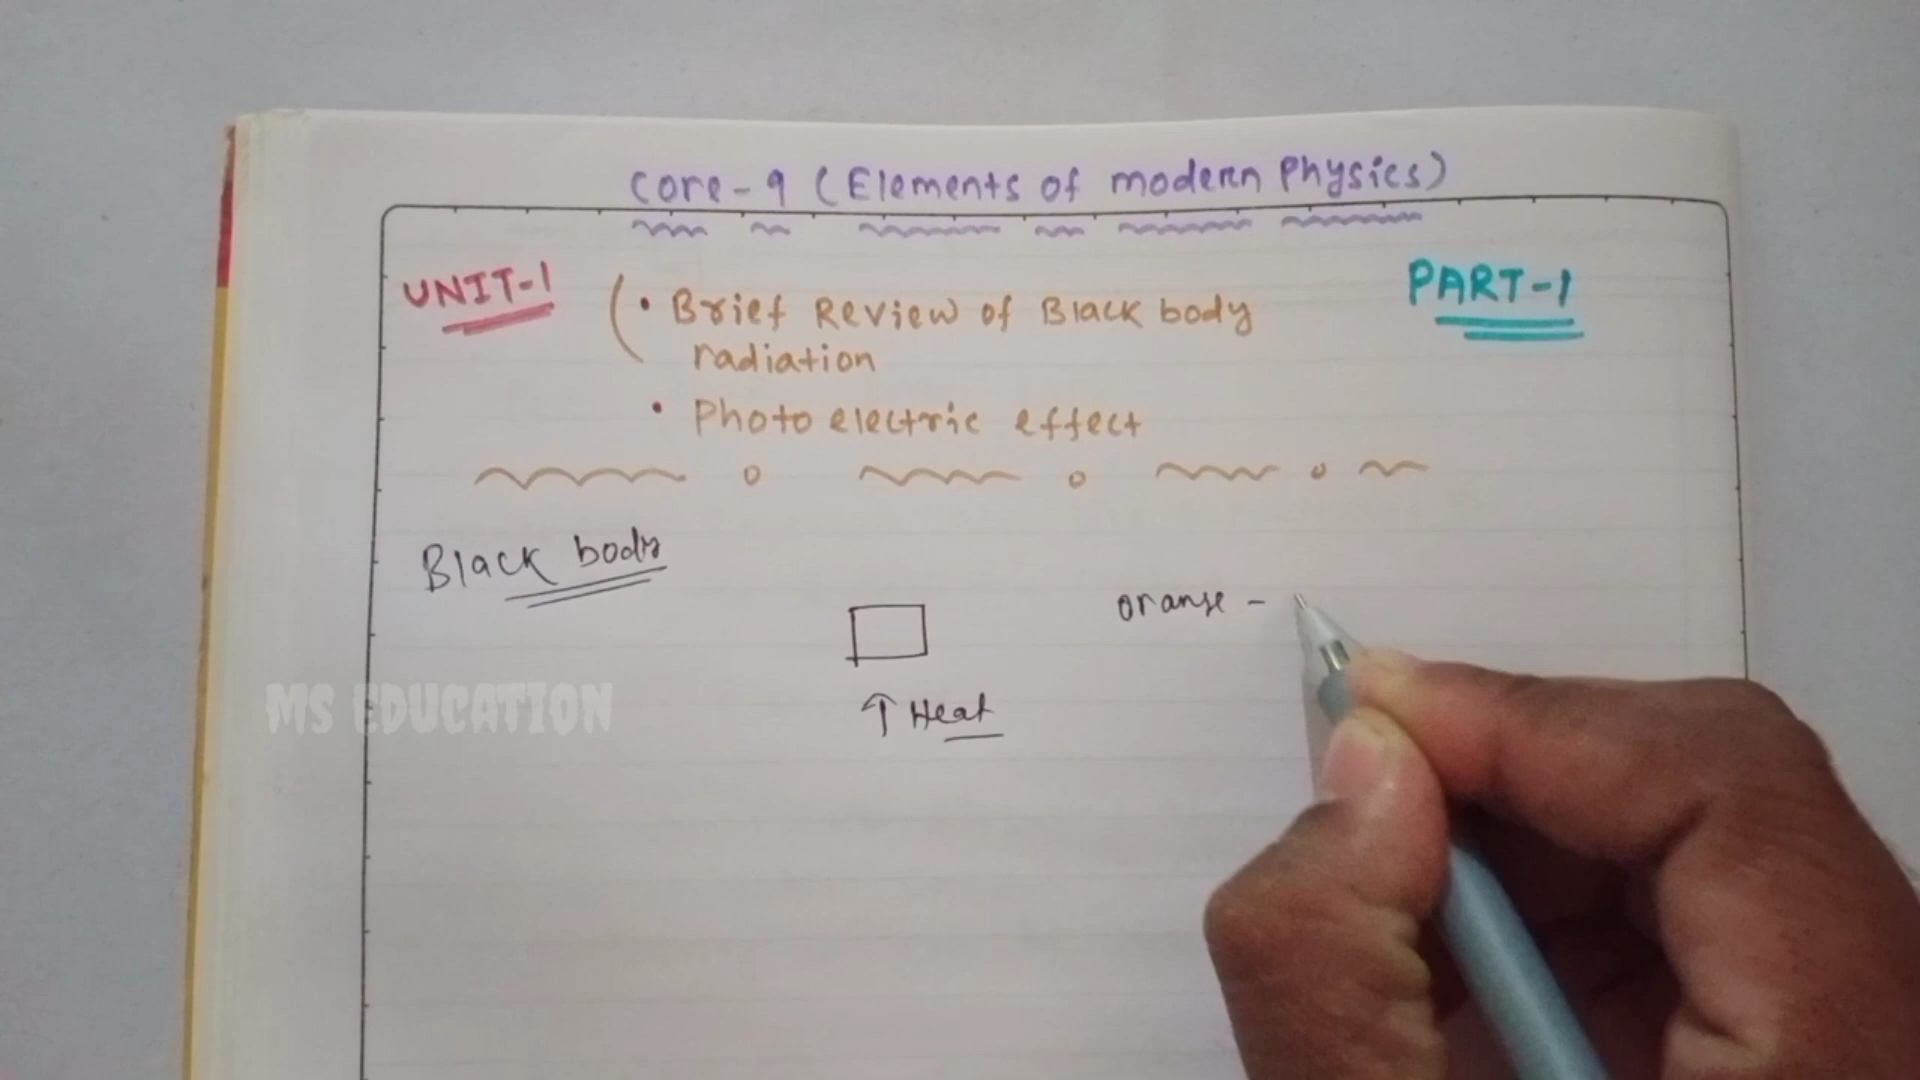 Core-9 (Elements of modern Physics)
UNIT-1
PART-1
(• Brief Review of Black body
radiation
• Photo electric effect
Black body
orange -
↑ Heat
MS EDUCATION